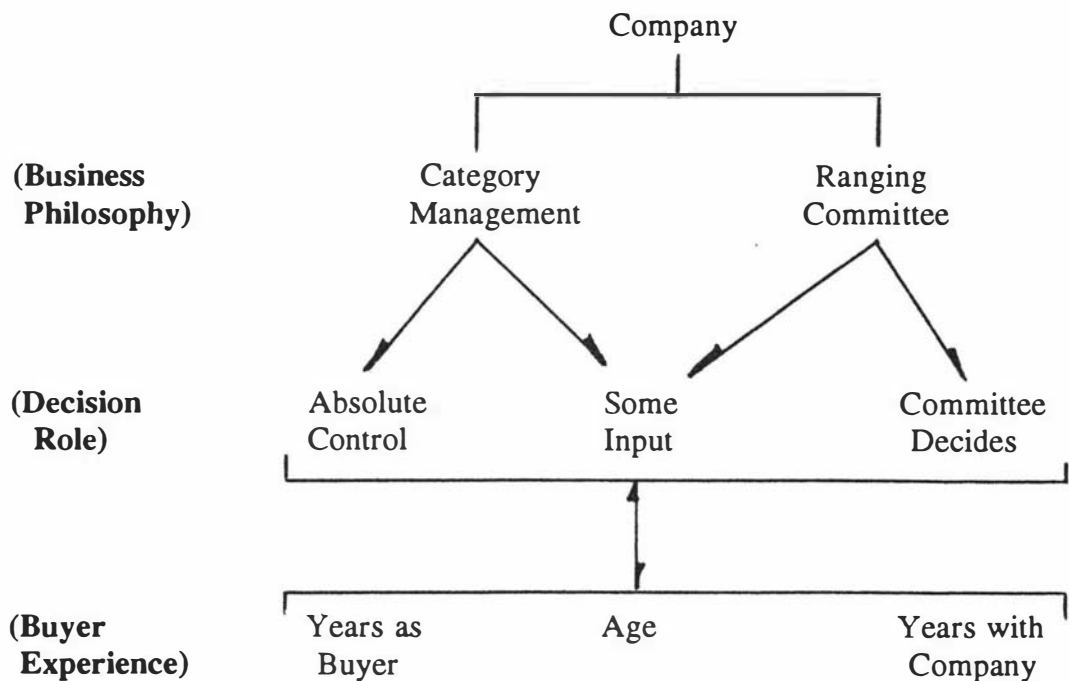 Company
(Business
Philosophy)
Category
Management
Ranging
Committee
(Decision
Role)
Absolute
Control
Some
Input
Committee
Decides
(Buyer
Experience)
Years as
Buyer
Age
Years with
Company